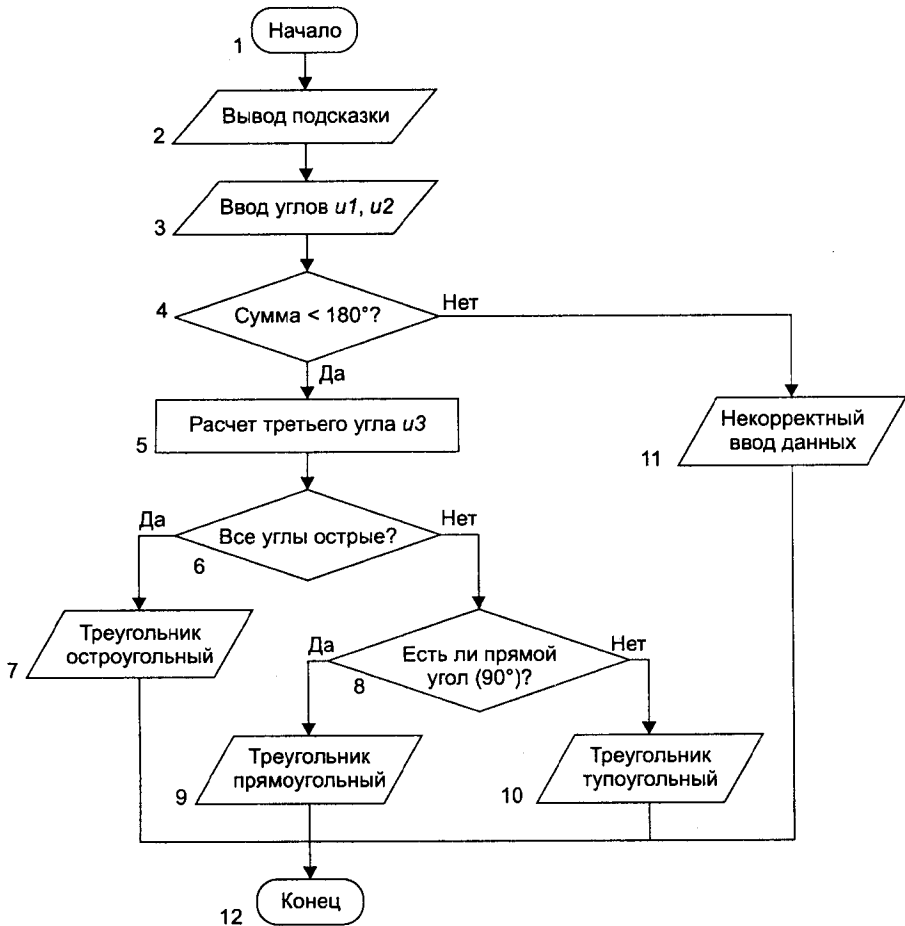 Начало
1
Вывод подсказки
2
Ввод углов u1, u2
3
4
Сумма < 180°?
Нет
Да
Расчет третьего угла u3
5
Некорректный
ввод данных
11
Да
Все углы острые?
Нет
6
Треугольник
остроугольный
7
Да
Есть ли прямой
угол (90°)?
Нет
8
Треугольник
прямоугольный
9
Треугольник
тупоугольный
10
Конец
12